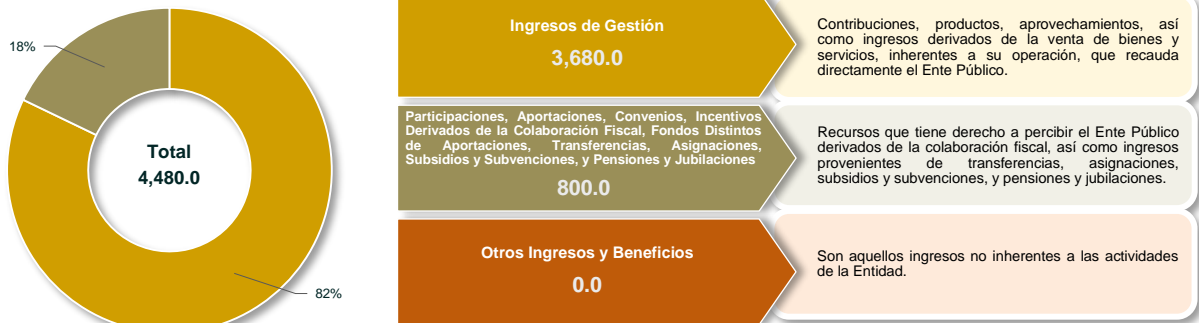 18%
Total
4,480.0
82%
Ingresos de Gestión
3,680.0
Contribuciones, productos, aprovechamientos, así
como ingresos derivados de la venta de bienes y
servicios, inherentes a su operación, que recauda
directamente el Ente Público.
Participaciones, Aportaciones, Convenios, Incentivos
Derivados de la Colaboración Fiscal, Fondos Distintos
de Aportaciones, Transferencias, Asignaciones,
Subsidios y Subvenciones, y Pensiones y Jubilaciones
800.0
Recursos que tiene derecho a percibir el Ente Público
derivados de la colaboración fiscal, así como ingresos
provenientes de transferencias, asignaciones,
subsidios y subvenciones, y pensiones y jubilaciones.
Otros Ingresos y Beneficios
0.0
Son aquellos ingresos no inherentes a las actividades
de la Entidad.